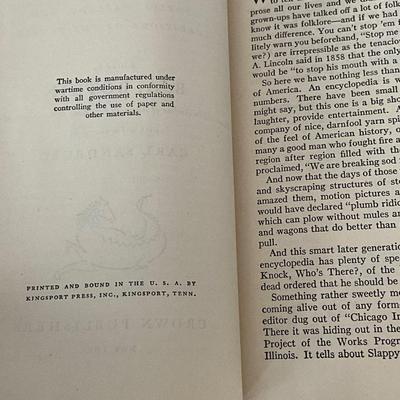 This book is manufactured under
wartime conditions in conformity
with all government regulations
controlling the use of paper and
other materials.
PRINTED AND BOUND IN THE U. S. A. BY
KINGSPORT PRESS, INC., KINGSPORT, TENN.
prose all our lives and we
grown-ups have talked off a lot of folk
know it was folklore—and if we had
much difference. You can't stop 'em
litely warn you beforehand, "Stop me
we?) are irrepressible as the tenacious
A. Lincoln said in 1858 that the only
would be "to stop his mouth with a
So here we have nothing less than
of America. An encyclopedia is w
numbers. There have been small
might say, but this one is a big sho
laughter, provide entertainment. A
company of nice, darnfool yarn spi
of the feel of American history, o
many a good man who fought fire a
region after region filled with the
proclaimed, "We are breaking sod
And now that the days of those
and skyscraping structures of st
amazed them, motion pictures a
would have declared "plumb ridic
which can plow without mules ar
and wagons that do better than
pull.
And this smart later generation
encyclopedia has plenty of spe
Knock, Who's There?, of the
dead ordered that he should be
Something rather sweetly me
coming alive out of any form
editor dug out of "Chicago In
There it was hiding out in the
Project of the Works Progr
Illinois. It tells about Slappy
CARL SANDBURG
CROWN PUBLISHERS